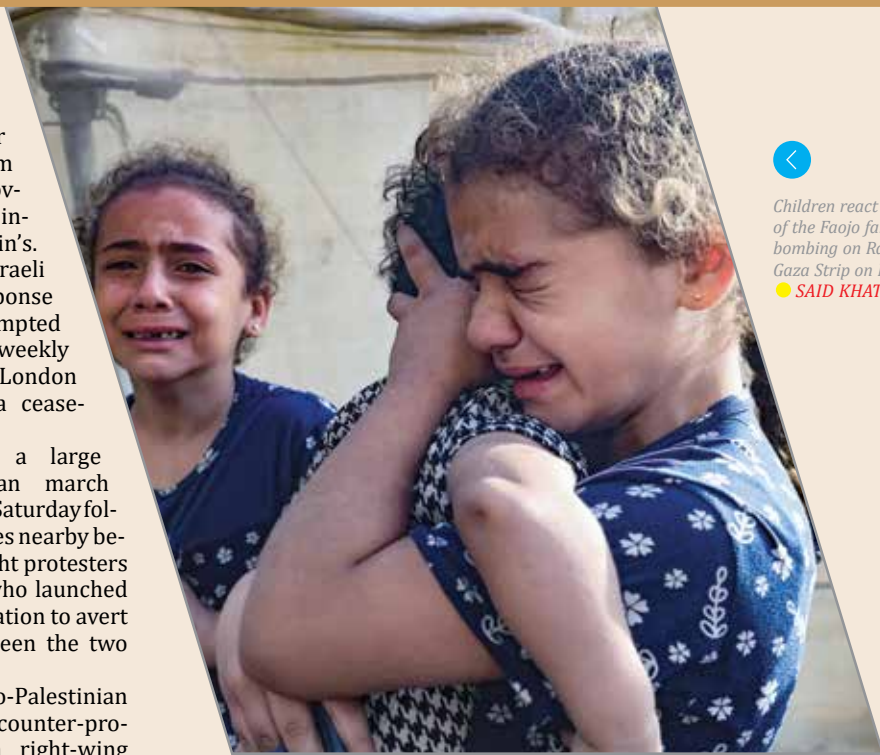 r
m
ov-
in-
in's.
raeli
ponse
mpted
weekly
London
a cease-
a large
an march
Saturday fol-
es nearby be-
ht protesters
who launched
ation to avert
een the two
o-Palestinian
counter-pro-
right-wing
Children react
of the Faojo fa
bombing on Ra
Gaza Strip on
SAID KHAT